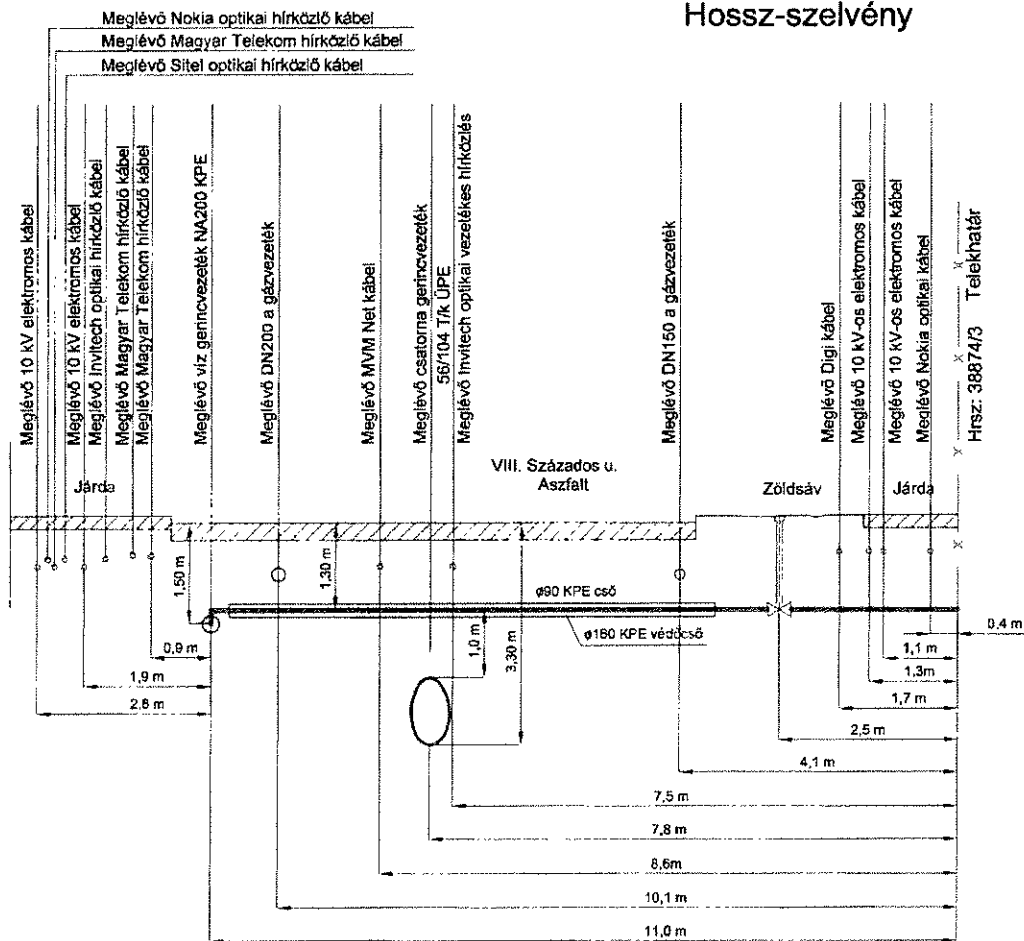 Hossz-szelvény
Meglévő Nokia optikai hírközlő kábel
Meglévő Magyar Telekom hírközlő kábel
Meglévő Sitel optikai hírközlő kábel
Meglévő 10 kV elektromos kábel
Meglévő 10 kV elektromos kábel
Meglévő Invitech optikai hírközlő kábel
Meglévő Magyar Telekom hírközlő kábel
Meglévő Magyar Telekom hírközlő kábel
Meglévő víz gerincvezeték NA200 KPE
Meglévő DN200 a gázvezeték
Meglévő MVM Net kábel
Meglévő csatorna gerincvezeték
56/104 T/k ÜPE
Meglévő Invitech optikai vezetékes hírközlés
Meglévő DN150 a gázvezeték
Meglévő Digi kábel
Meglévő 10 kV-os elektromos kábel
Meglévő 10 kV-os elektromos kábel
Meglévő Nokia optikai kábel
Hrsz: 38874/3 Telekhatár
Járda
VIII. Százados u.
Aszfalt
Zöldsáv
Járda
1,50 m
1,30 m
ø90 KPE cső
ø160 KPE védőcső
1,0 m
3,30 m
0,9 m
1,9 m
2,8 m
0,4 m
1,1 m
1,3m
1,7 m
2,5 m
4,1 m
7,5 m
7,8 m
8,6m
10,1 m
11,0 m